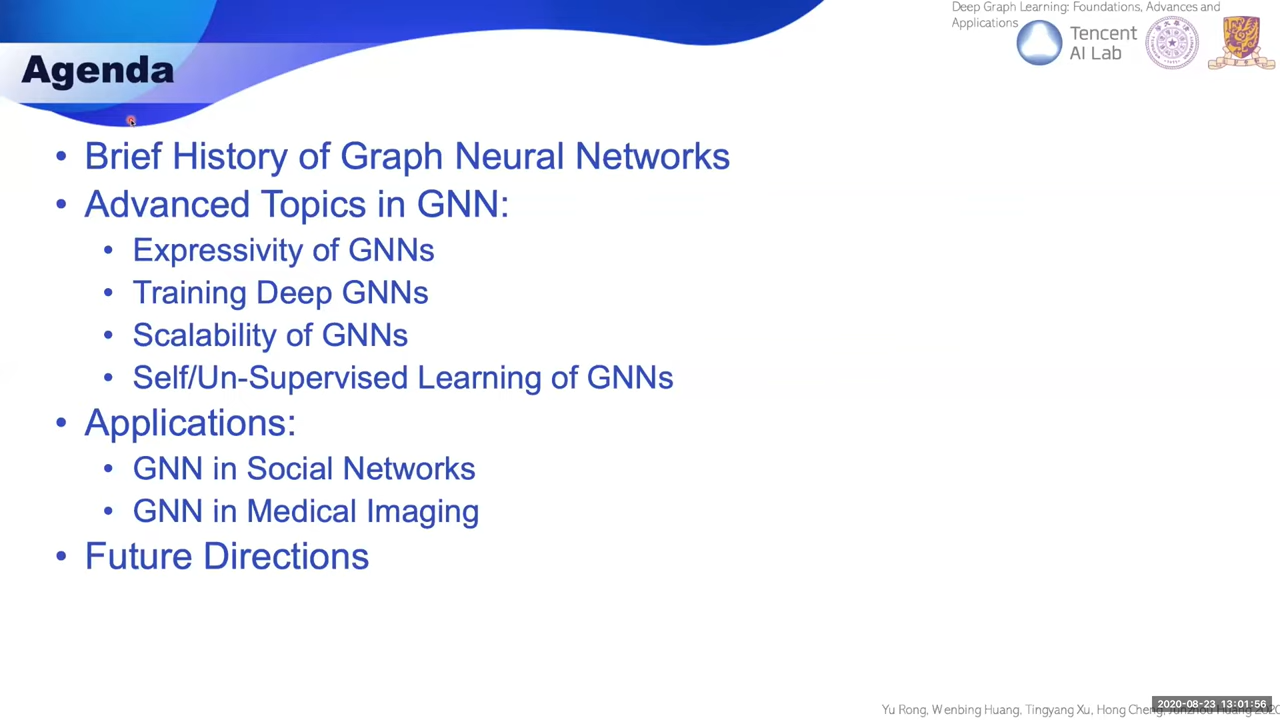 Deep Graph Learning: Foundations, Advances and
Applications
Tencent
AI Lab
Agenda
• Brief History of Graph Neural Networks
• Advanced Topics in GNN:
• Expressivity of GNNs
• Training Deep GNNs
• Scalability of GNNs
• Self/Un-Supervised Learning of GNNs
• Applications:
• GNN in Social Networks
• GNN in Medical Imaging
• Future Directions
Yu Rong, Wenbing Huang, Tingyang Xu, Hong Cheng, Junzhou Huang
2020-08-23 13:01:56